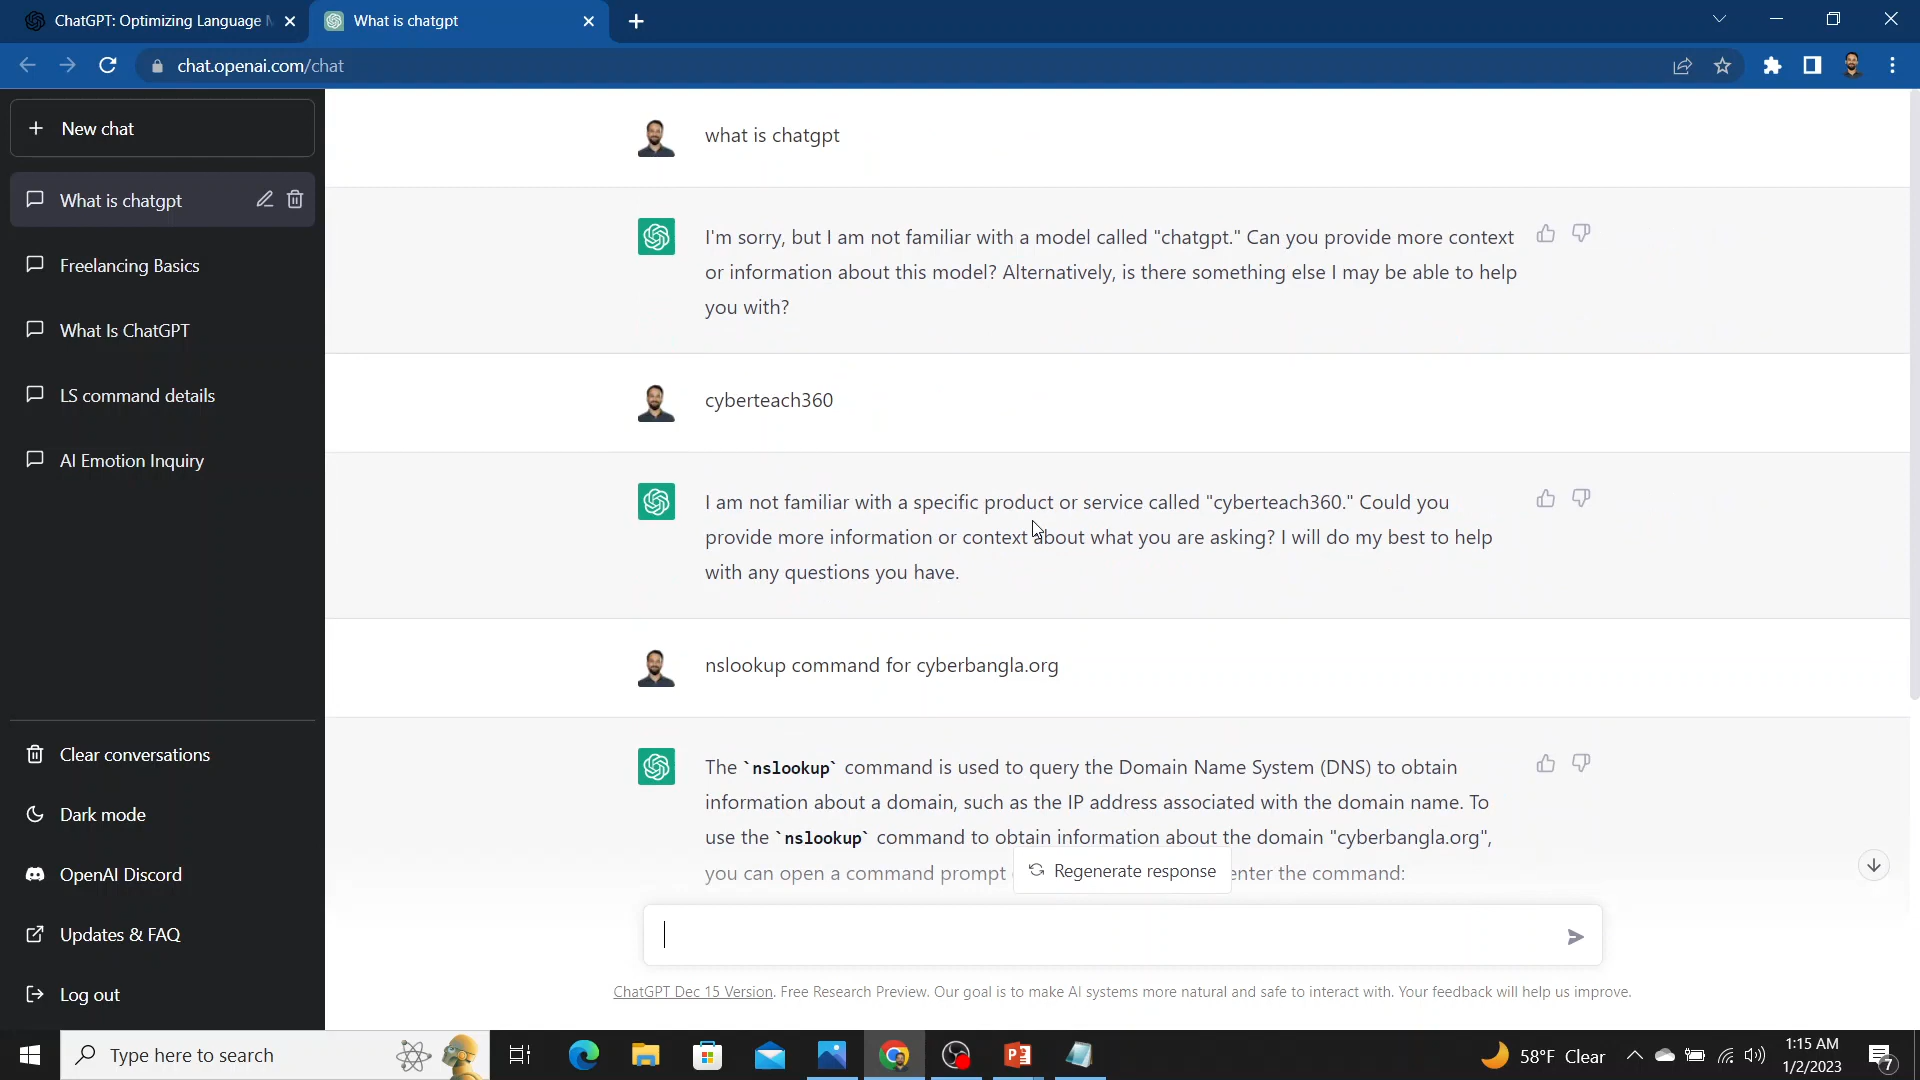 ChatGPT: Optimizing Language
What is chatgpt
chat.openai.com/chat
New chat
What is chatgpt
Freelancing Basics
What Is ChatGPT
LS command details
AI Emotion Inquiry
Clear conversations
Dark mode
OpenAI Discord
Updates & FAQ
Log out
what is chatgpt
I'm sorry, but I am not familiar with a model called "chatgpt." Can you provide more context
or information about this model? Alternatively, is there something else I may be able to help
you with?
cyberteach360
I am not familiar with a specific product or service called "cyberteach360." Could you
provide more information or context about what you are asking? I will do my best to help
with any questions you have.
nslookup command for cyberbangla.org
The `nslookup` command is used to query the Domain Name System (DNS) to obtain
information about a domain, such as the IP address associated with the domain name. To
use the `nslookup` command to obtain information about the domain "cyberbangla.org",
you can open a command prompt enter the command:
Regenerate response
ChatGPT Dec 15 Version. Free Research Preview. Our goal is to make AI systems more natural and safe to interact with. Your feedback will help us improve.
Type here to search
58°F Clear
1:15 AM
1/2/2023
7